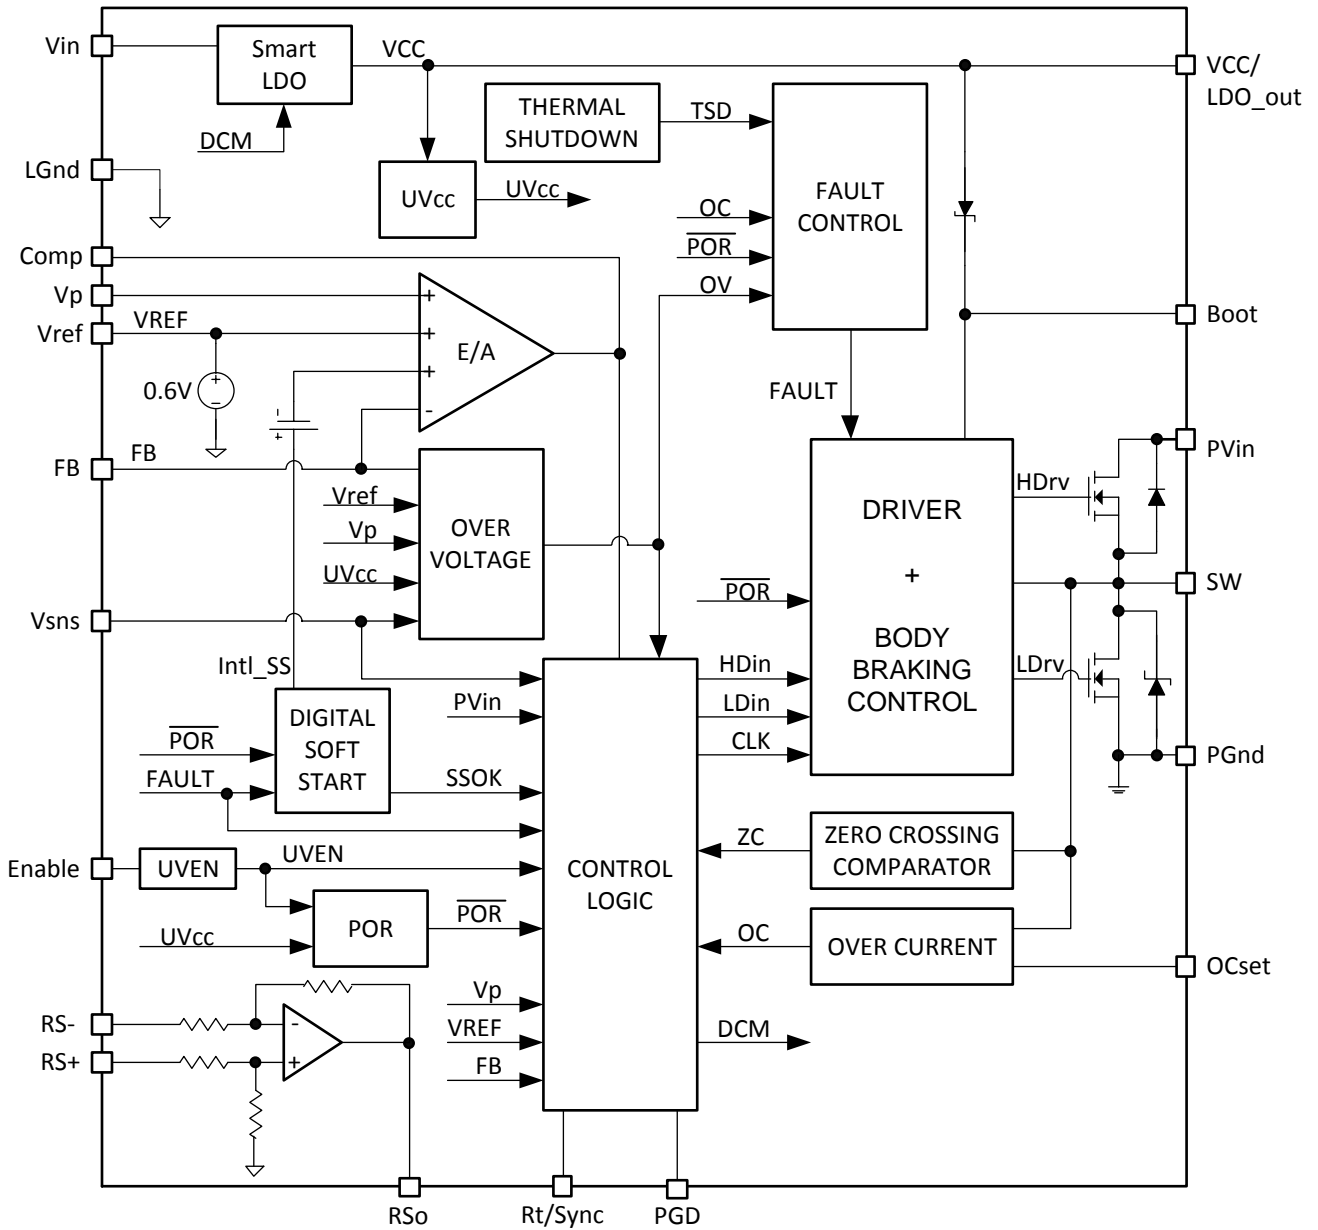 Vin
Smart
LDO
VCC
VCC/
LDO_out
DCM
THERMAL
SHUTDOWN
TSD
FAULT
CONTROL
LGnd
UVcc
UVcc
OC
POR
OV
Comp
Vp
Vref
VREF
+
+
+
-
E/A
0.6V
+
−
-
+
Boot
FAULT
FB
FB
PVin
Vref
Vp
UVcc
OVER
VOLTAGE
DRIVER
+
BODY
BRAKING
CONTROL
HDrv
SW
POR
Vsns
Intl_SS
LDrv
HDin
LDin
CLK
PVin
DIGITAL
SOFT
START
POR
FAULT
SSOK
PGnd
ZC
ZERO CROSSING
COMPARATOR
Enable
UVEN
UVEN
CONTROL
LOGIC
POR
POR
UVcc
OC
OVER CURRENT
OCset
RS-
RS+
-
+
Vp
VREF
FB
DCM
RSo
Rt/Sync
PGD